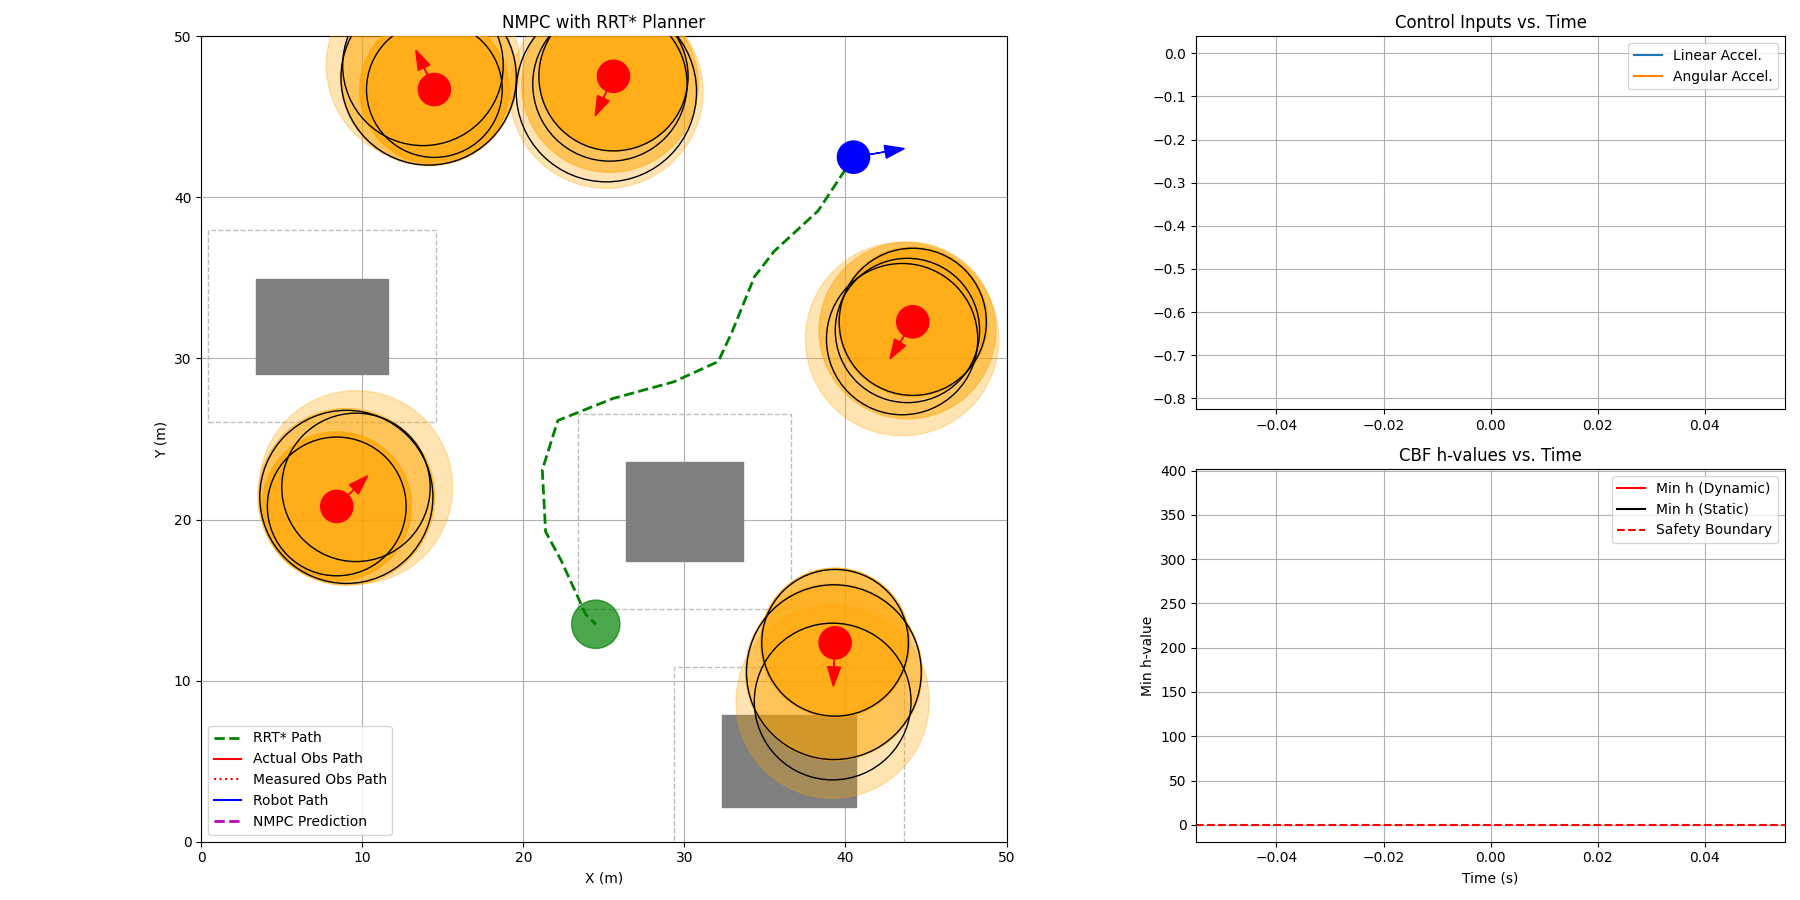 NMPC with RRT* Planner
50
40
30
20
10
0
Y (m)
RRT* Path
Actual Obs Path
Measured Obs Path
Robot Path
NMPC Prediction
0 10 20 30 40 50
X (m)
Control Inputs vs. Time
0.0
−0.1
−0.2
−0.3
−0.4
−0.5
−0.6
−0.7
−0.8
Linear Accel.
Angular Accel.
−0.04 −0.02 0.00 0.02 0.04
CBF h-values vs. Time
400
350
300
250
200
150
100
50
0
Min h-value
Min h (Dynamic)
Min h (Static)
Safety Boundary
−0.04 −0.02 0.00 0.02 0.04
Time (s)